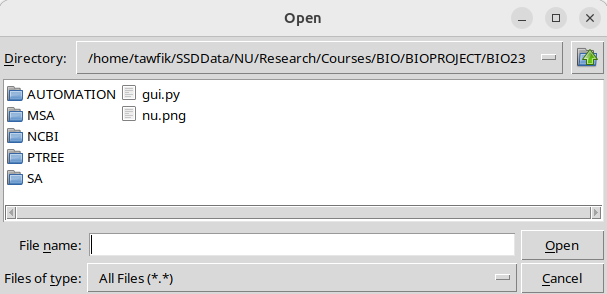 Open
Directory: /home/tawfik/SSDData/NU/Research/Courses/BIO/BIOPROJECT/BIO23
AUTOMATION gui.py
MSA nu.png
NCBI
PTREE
SA
File name: Open
Files of type: All Files (*.*) Cancel